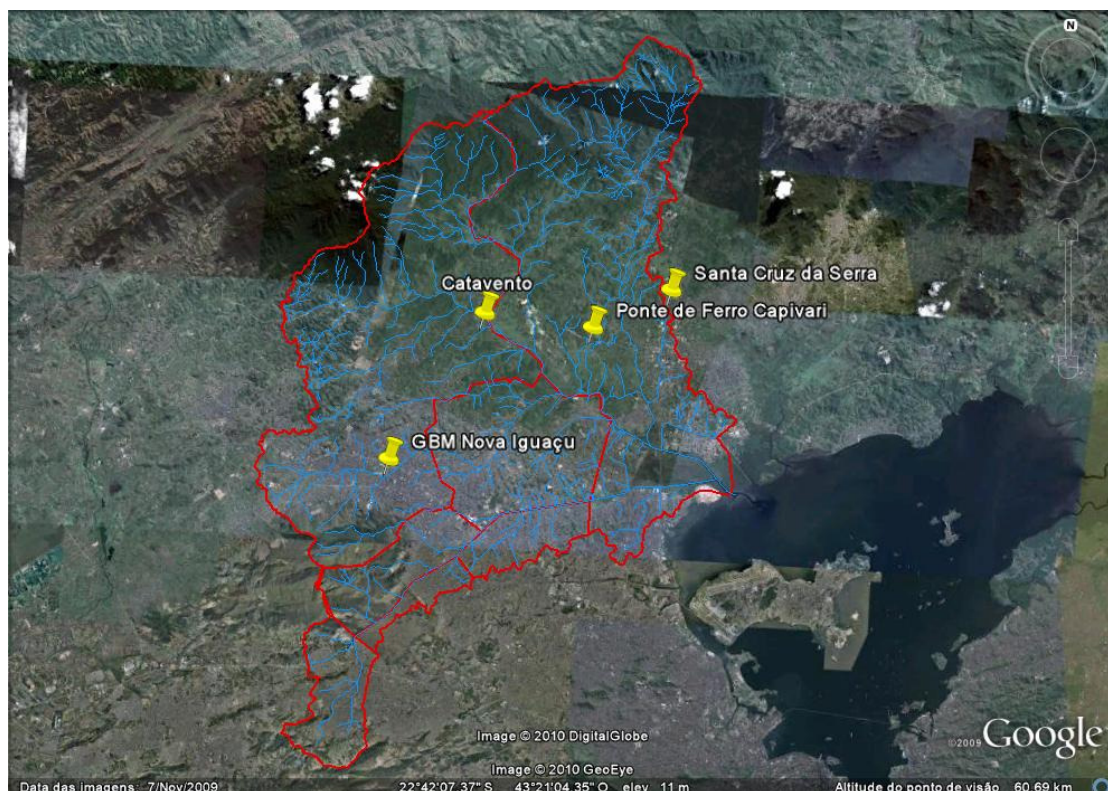 N
Santa Cruz da Serra
Catavento
Ponte de Ferro Capivari
GBM Nova Iguaçu
Image © 2010 DigitalGlobe
©2009 Google
Image © 2010 GeoEye
Data das imagens: 7/Nov/2009 22°42'07.37" S 43°21'04.35" O elev 11 m Altitude do ponto de visão 60.69 km